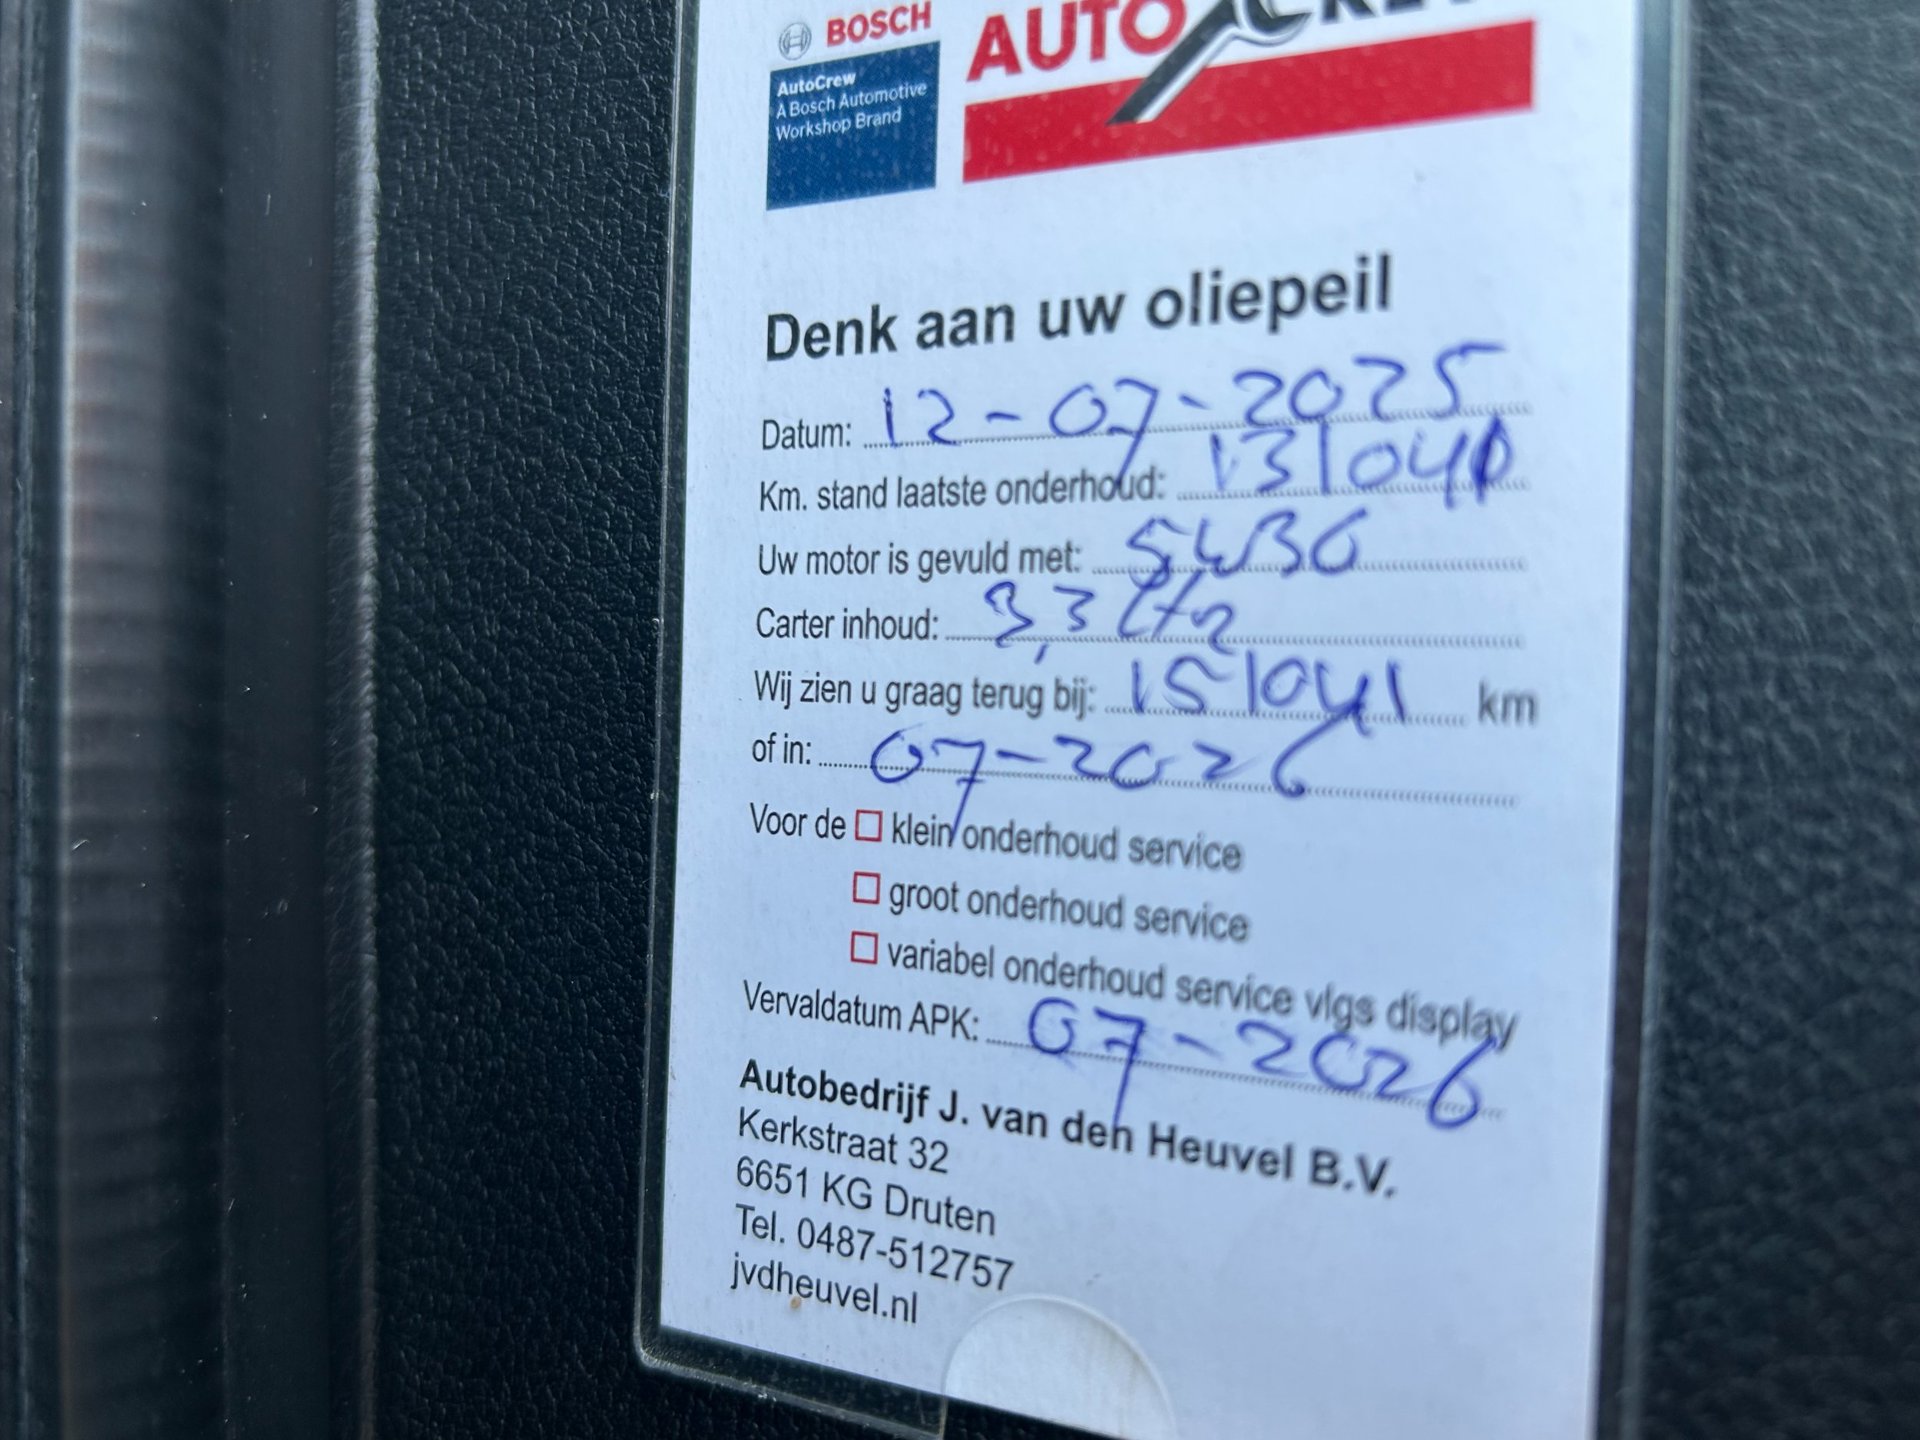 BOSCH
AutoCrew
A Bosch Automotive
Workshop Brand
AUTO CREW
Denk aan uw oliepeil
Datum: 12-07-2025
Km. stand laatste onderhoud: 131041
Uw motor is gevuld met: 5W30
Carter inhoud: 3,3 ltr
Wij zien u graag terug bij: 151041 km
of in: 07-2026
Voor de □ klein onderhoud service
□ groot onderhoud service
□ variabel onderhoud service vlgs display
Vervaldatum APK: 07-2026
Autobedrijf J. van den Heuvel B.V.
Kerkstraat 32
6651 KG Druten
Tel. 0487-512757
jvdheuvel.nl